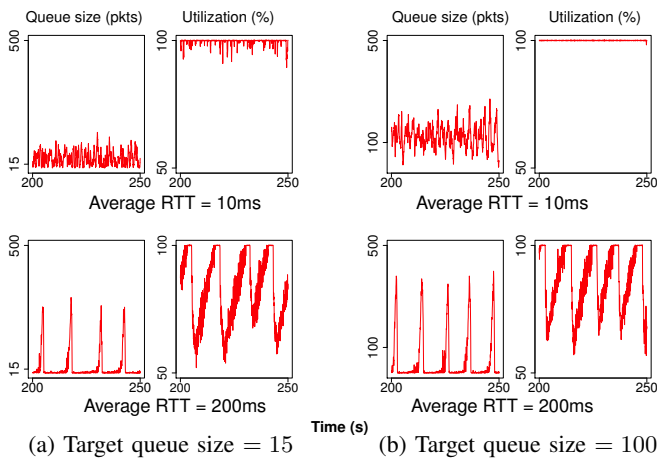 Queue size (pkts) Utilization (%) Queue size (pkts) Utilization (%)
500 100 500 100
15 50 100 50
200 250 200 250 200 250 200 250
Average RTT = 10ms Average RTT = 10ms
500 100 500 100
15 50 100 50
200 250 200 250 200 250 200 250
Average RTT = 200ms Average RTT = 200ms
Time (s)
(a) Target queue size = 15 (b) Target queue size = 100